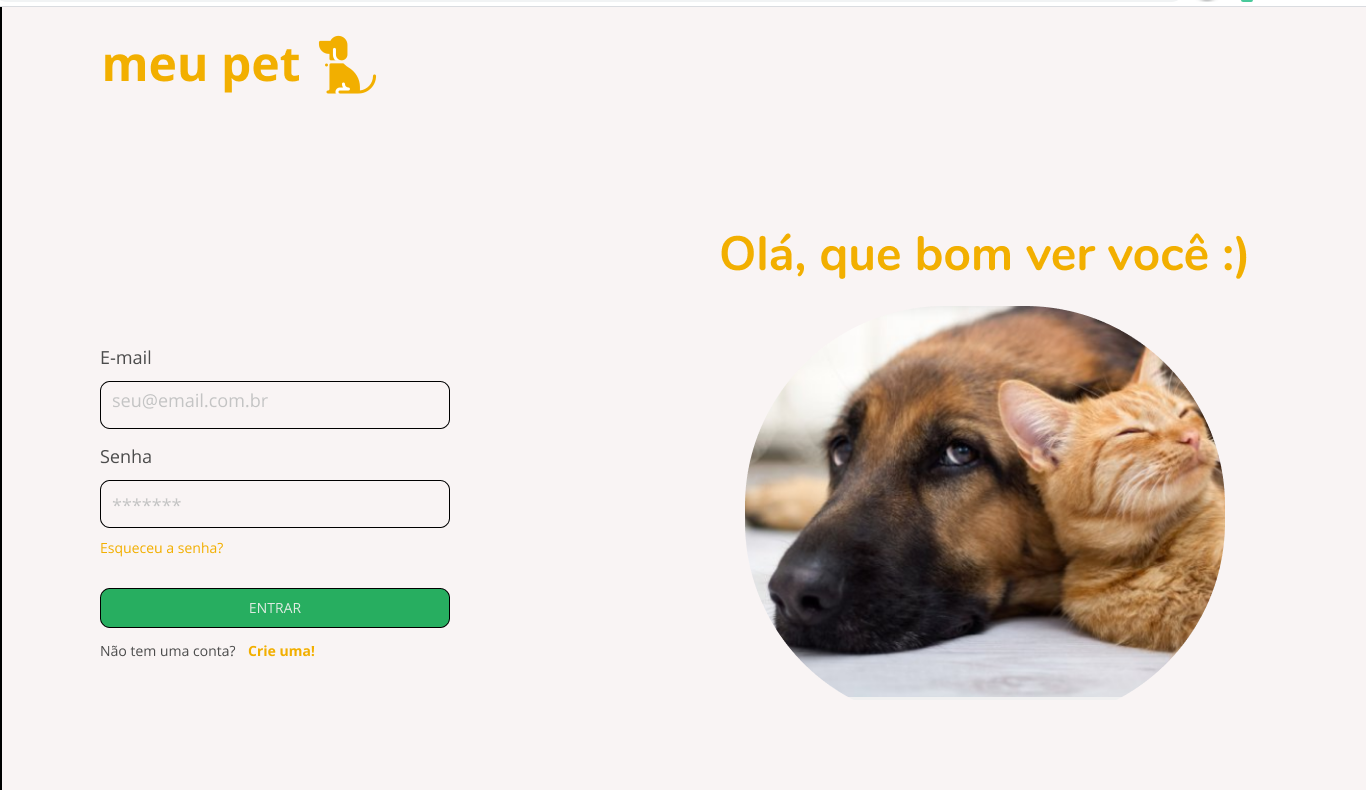 meu pet
Olá, que bom ver você :)
E-mail
seu@email.com.br
Senha
*******
Esqueceu a senha?
ENTRAR
Não tem uma conta? Crie uma!